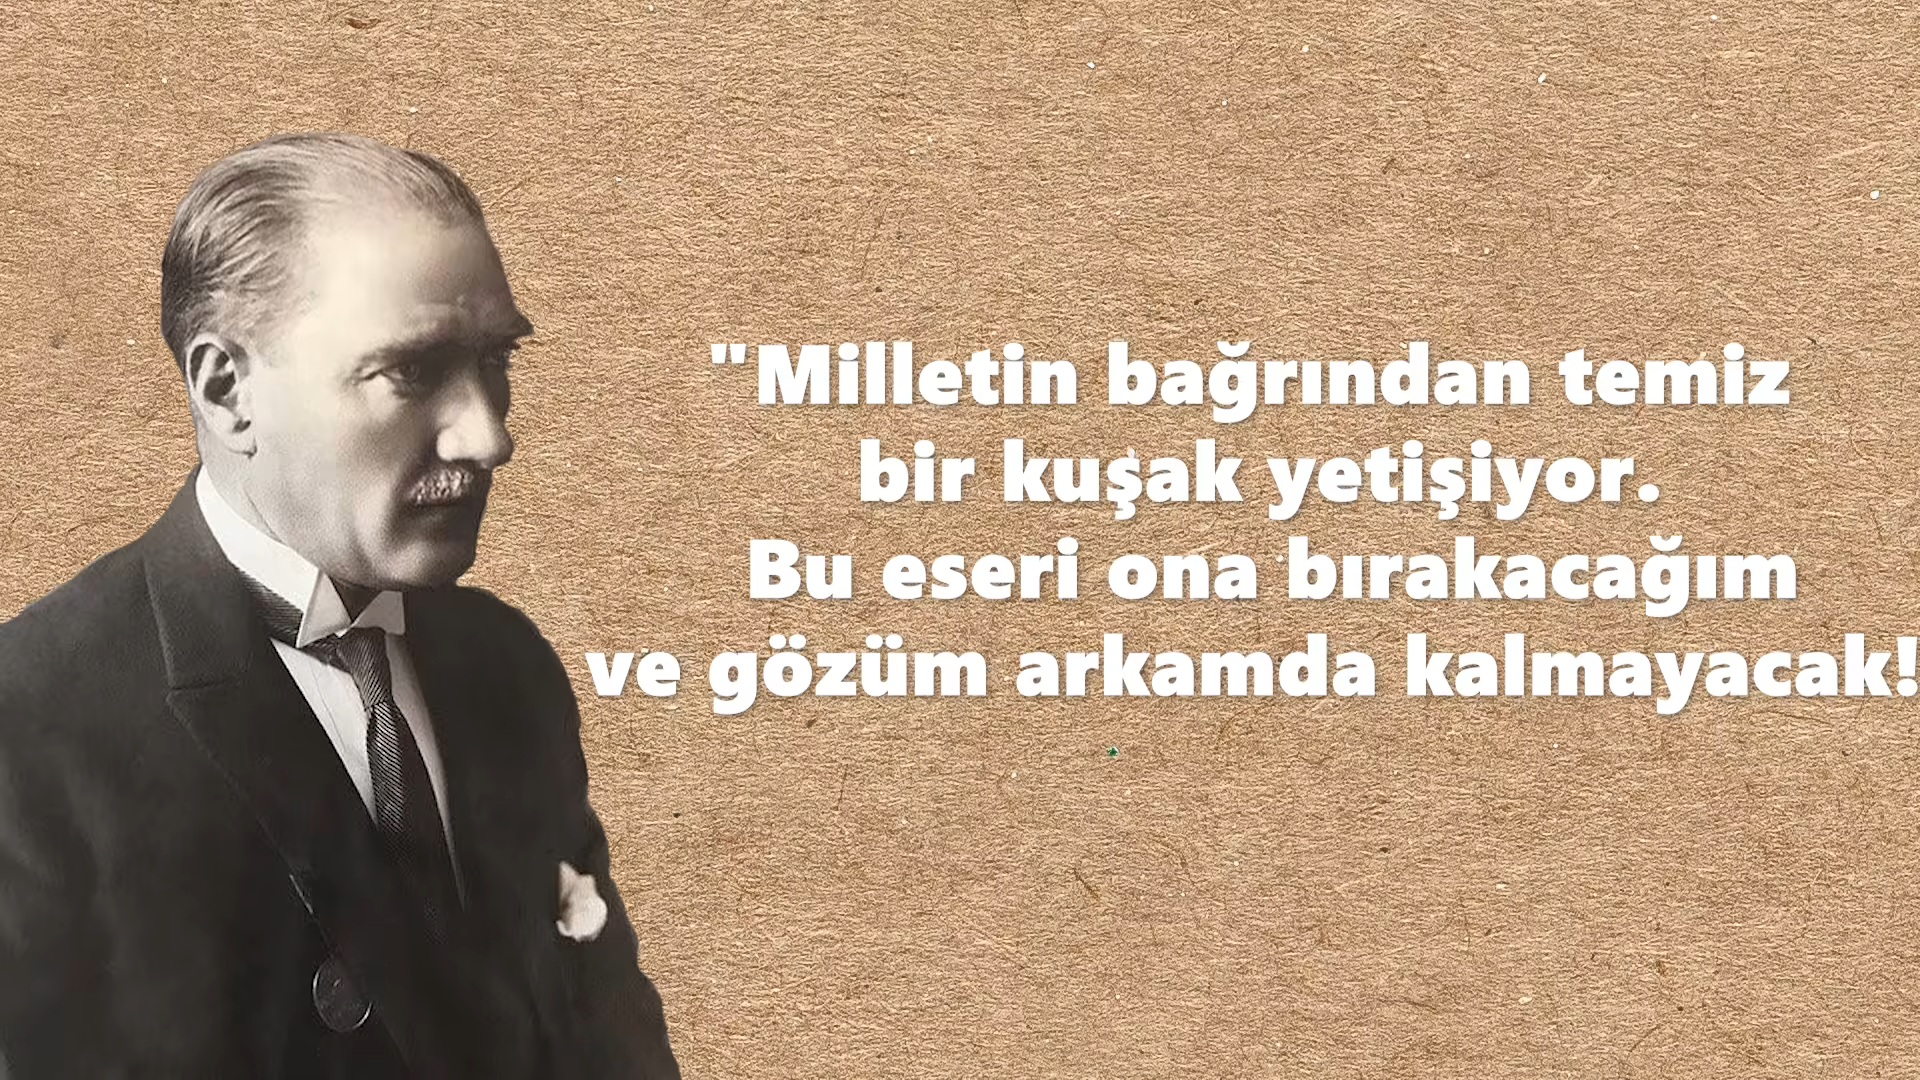 "Milletin bağrından temiz
bir kuşak yetişiyor.
Bu eseri ona bırakacağım
ve gözüm arkamda kalmayacak!